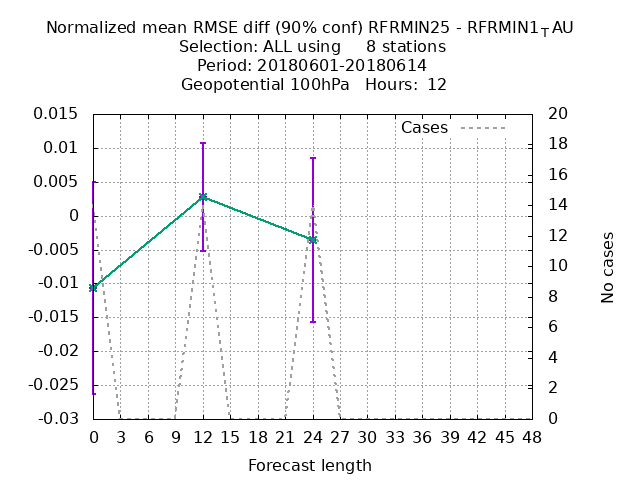 Normalized mean RMSE diff (90% conf) RFRMIN25 - RFRMIN1_TAU
Selection: ALL using     8 stations
Period: 20180601-20180614
Geopotential 100hPa   Hours:  12
Cases
0.015
0.01
0.005
0
-0.005
-0.01
-0.015
-0.02
-0.025
-0.03
20
18
16
14
12
10
8
6
4
2
0
No cases
0 3 6 9 12 15 18 21 24 27 30 33 36 39 42 45 48
Forecast length